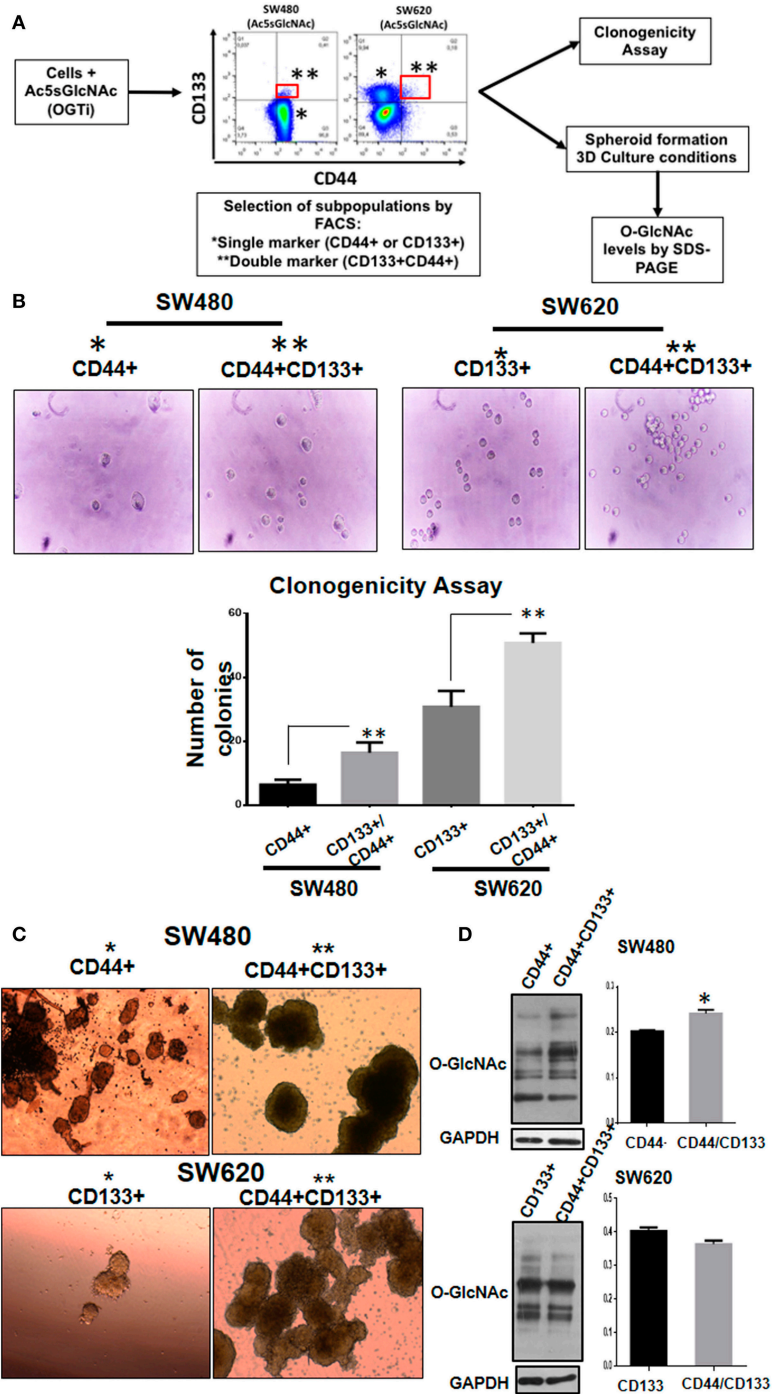 A
Cells +
Ac5sGlcNAc
(OGTi)
SW480
(Ac5sGlcNAc)
SW620
(Ac5sGlcNAc)
CD133
**
*
*
**
CD44
Selection of subpopulations by
FACS:
*Single marker (CD44+ or CD133+)
**Double marker (CD133+CD44+)
Clonogenicity
Assay
Spheroid formation
3D Culture conditions
O-GlcNAc
levels by SDS-
PAGE
B
SW480
SW620
*
CD44+
**
CD44+CD133+
*
CD133+
**
CD44+CD133+
Clonogenicity Assay
Number of
colonies
60
40
20
0
**
**
CD44+
CD133+/
CD44+
CD133+
CD133+/
CD44+
SW480
SW620
C
SW480
*
CD44+
**
CD44+CD133+
SW620
*
CD133+
**
CD44+CD133+
D
CD44+
CD44+CD133+
O-GlcNAc
GAPDH
SW480
0.3
0.2
0.1
0.0
*
CD44-
CD44/CD133
CD133+
CD44+CD133+
O-GlcNAc
GAPDH
SW620
0.5
0.4
0.3
0.2
0.1
0.0
CD133
CD44/CD133